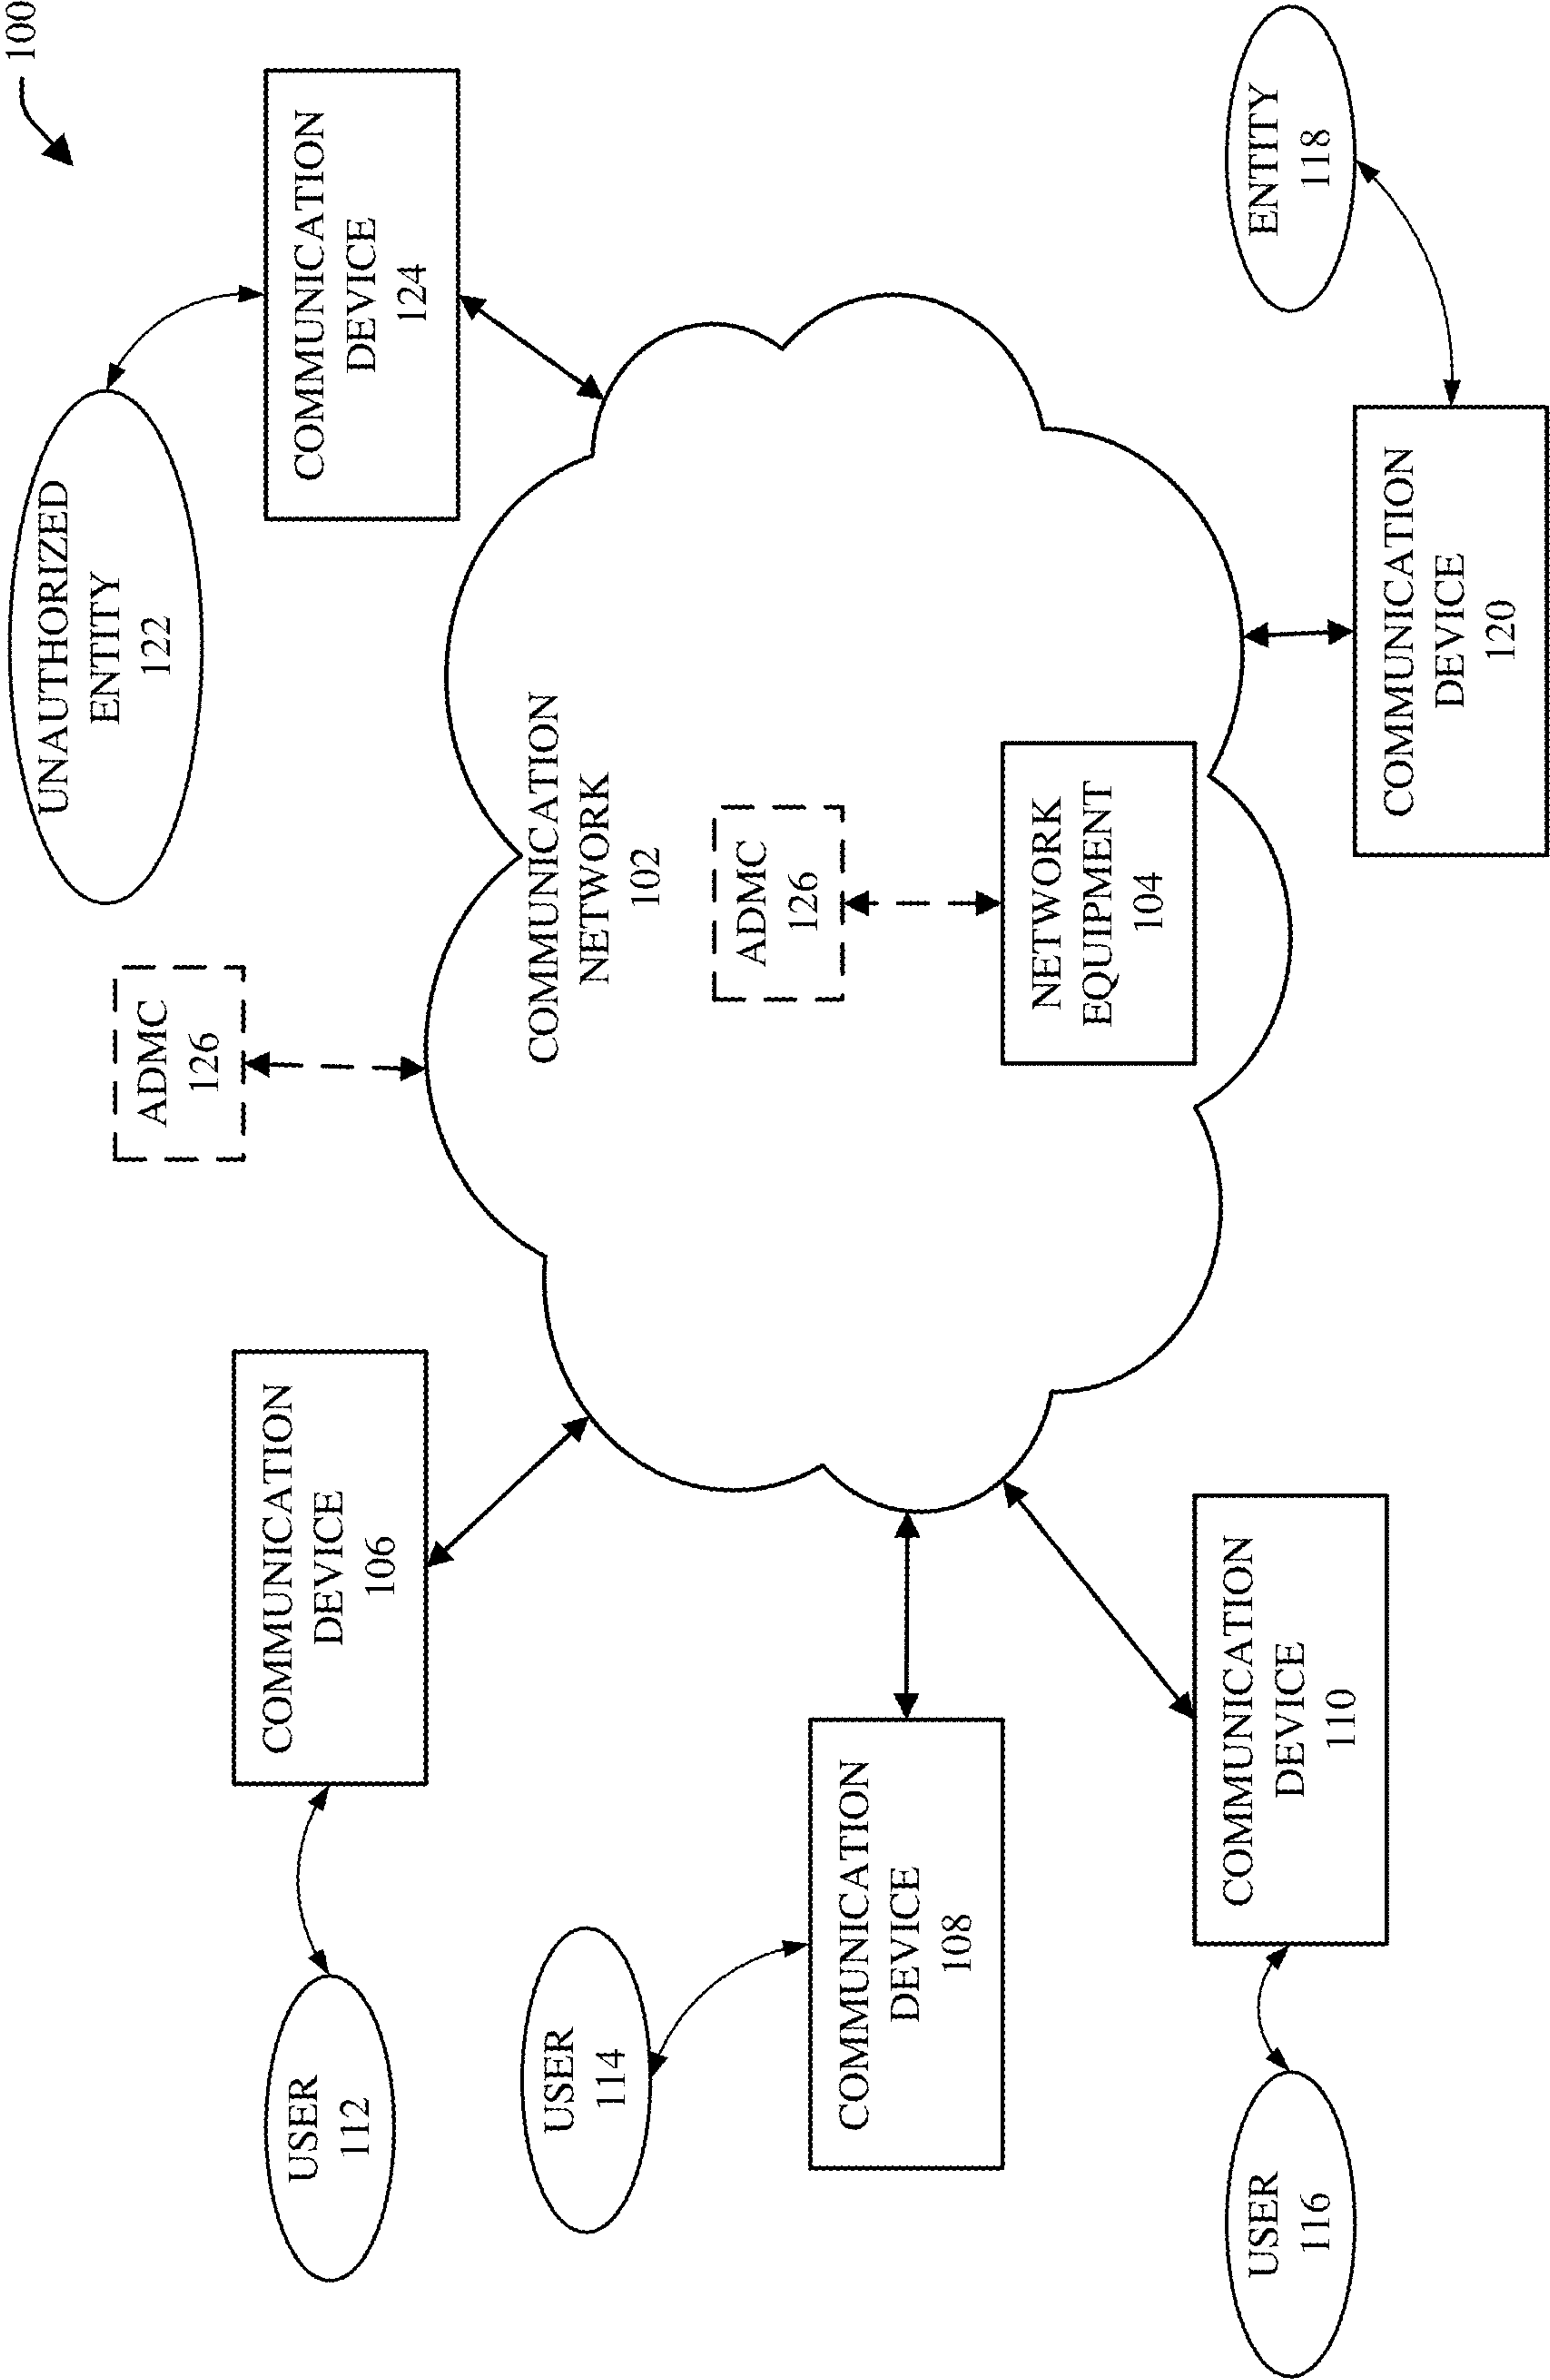 100
UNAUTHORIZED
ENTITY
122
COMMUNICATION
DEVICE
124
ADMC
126
COMMUNICATION
DEVICE
106
USER
112
COMMUNICATION
NETWORK
102
ADMC
126
NETWORK
EQUIPMENT
104
USER
114
COMMUNICATION
DEVICE
108
COMMUNICATION
DEVICE
110
USER
116
ENTITY
118
COMMUNICATION
DEVICE
120